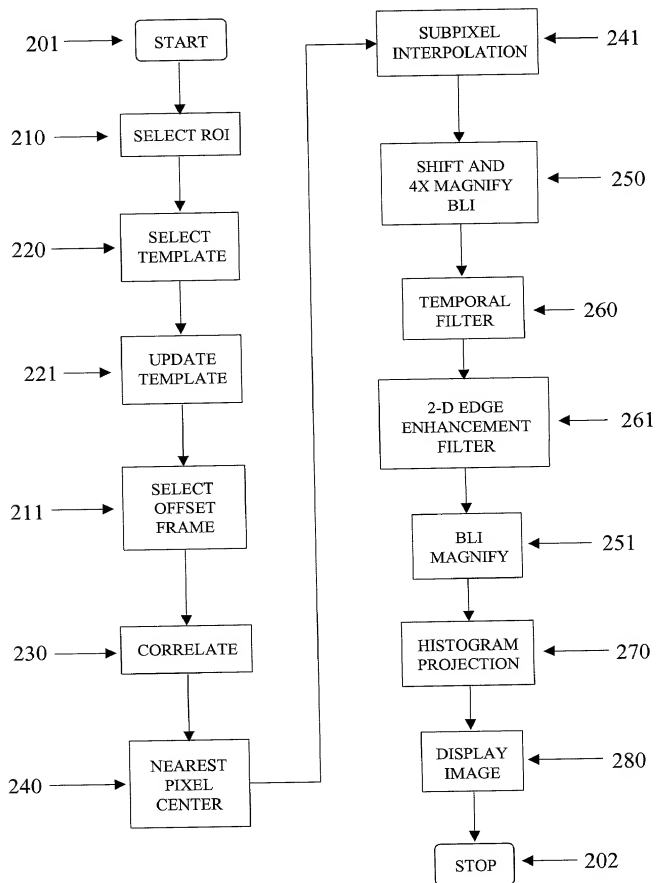 201
START
210
SELECT ROI
220
SELECT
TEMPLATE
221
UPDATE
TEMPLATE
211
SELECT
OFFSET
FRAME
230
CORRELATE
240
NEAREST
PIXEL
CENTER
SUBPIXEL
INTERPOLATION
241
SHIFT AND
4X MAGNIFY
BLI
250
TEMPORAL
FILTER
260
2-D EDGE
ENHANCEMENT
FILTER
261
BLI
MAGNIFY
251
HISTOGRAM
PROJECTION
270
DISPLAY
IMAGE
280
STOP
202